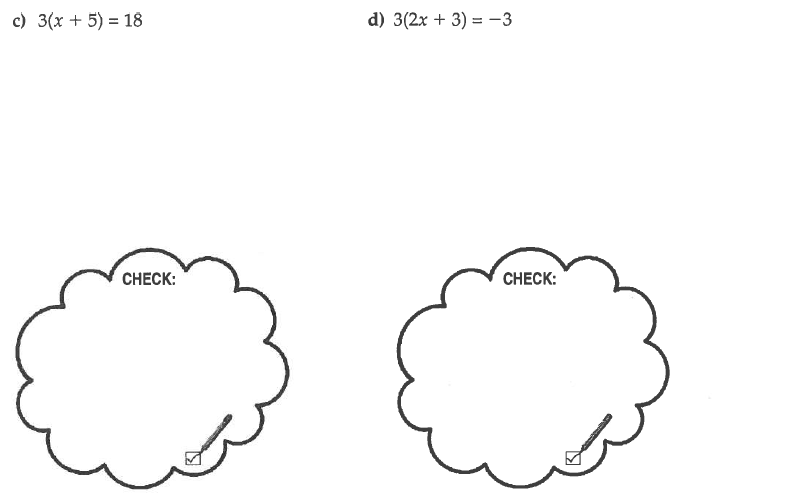 c) 3(x + 5) = 18
d) 3(2x + 3) = −3
CHECK:
CHECK: